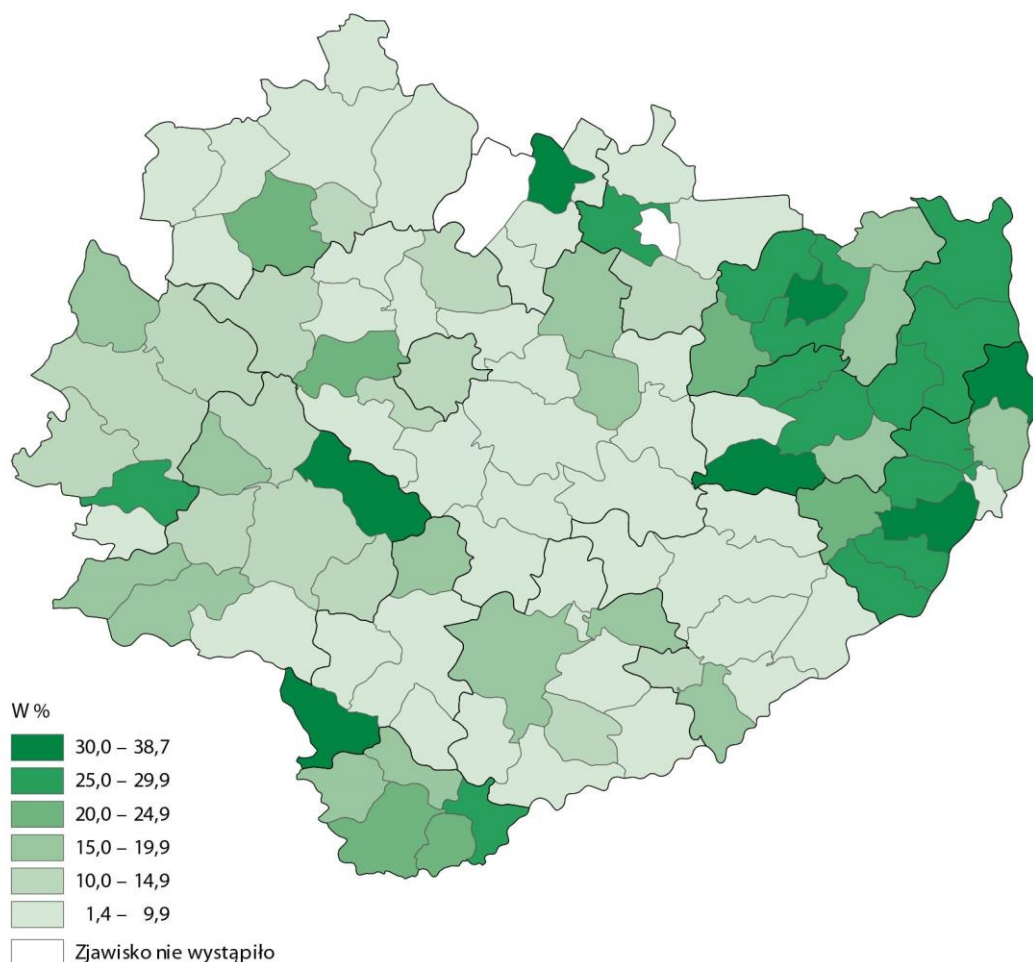 W %
30,0 – 38,7
25,0 – 29,9
20,0 – 24,9
15,0 – 19,9
10,0 – 14,9
1,4 – 9,9
Zjawisko nie wystąpiło